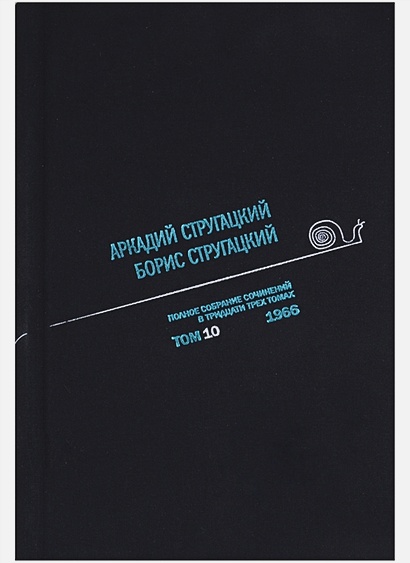 АРКАДИЙ СТРУГАЦКИЙ
БОРИС СТРУГАЦКИЙ
ПОЛНОЕ СОБРАНИЕ СОЧИНЕНИЙ
В ТРИДЦАТИ ТРЕХ ТОМАХ
ТОМ 10 1966